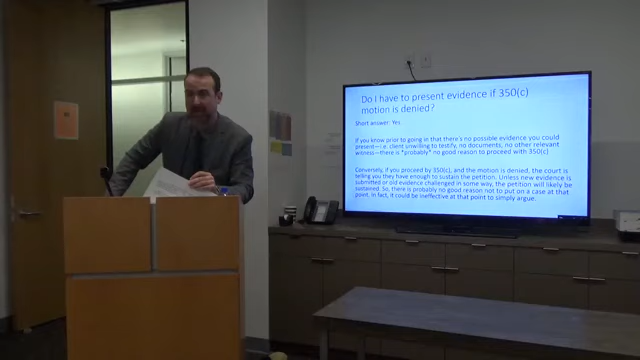 Do I have to present evidence if 350(c)
motion is denied?
Short answer: Yes
If you know prior to going in that there's no possible evidence you could
present—i.e. client unwilling to testify, no documents, no other relevant
witness—there is *probably* no good reason to proceed with 350(c)
Conversely, if you proceed by 350(c), and the motion is denied, the court is
telling you they have enough to sustain the petition. Unless new evidence is
submitted or old evidence challenged in some way, the petition will likely be
sustained. So, there is probably no good reason not to put on a case at that
point. In fact, it could be ineffective at that point to simply argue.